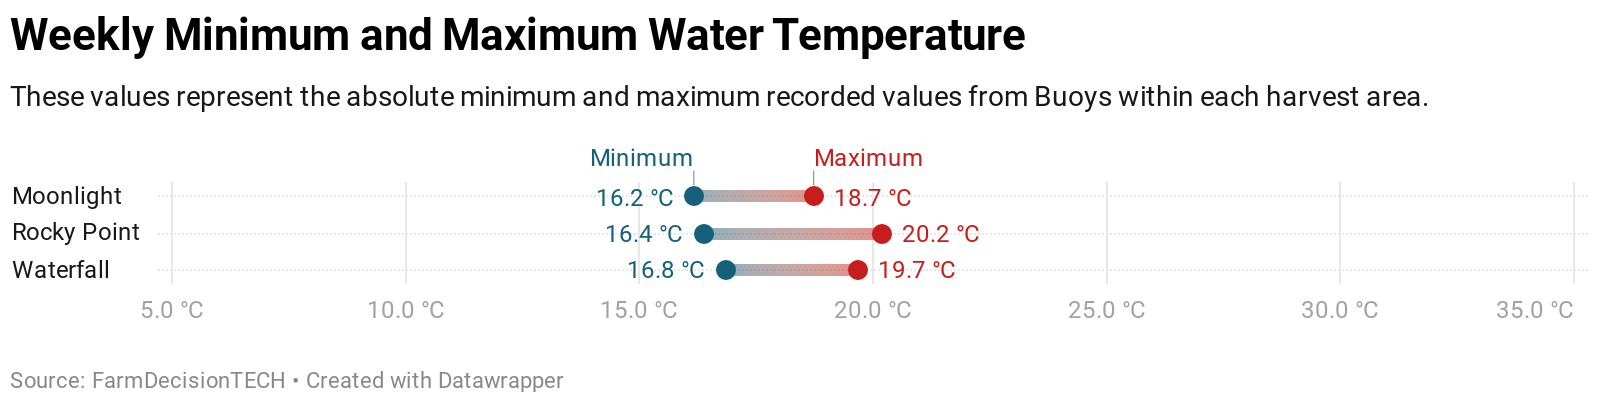 Weekly Minimum and Maximum Water Temperature
These values represent the absolute minimum and maximum recorded values from Buoys within each harvest area.
Minimum Maximum
Moonlight 16.2 °C 18.7 °C
Rocky Point 16.4 °C 20.2 °C
Waterfall 16.8 °C 19.7 °C
5.0 °C 10.0 °C 15.0 °C 20.0 °C 25.0 °C 30.0 °C 35.0 °C
Source: FarmDecisionTECH • Created with Datawrapper